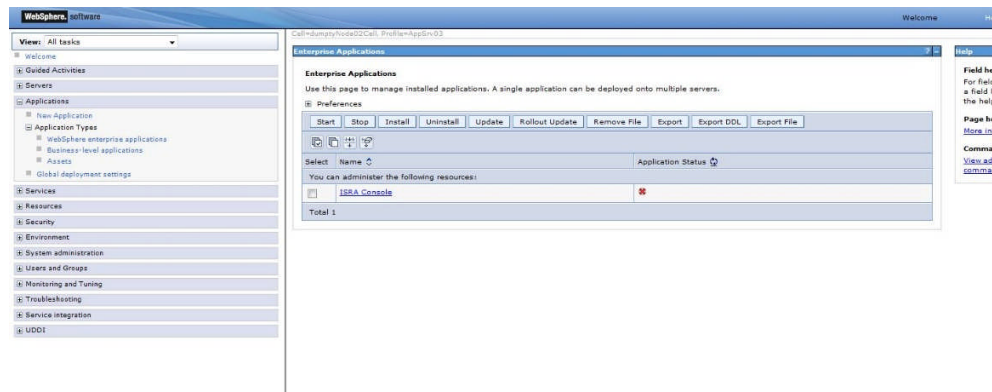 WebSphere. software
Welcome
View: All tasks
Cell=dumptyNode02Cell, Profile=AppSrv03
Welcome
Guided Activities
Servers
Applications
New Application
Application Types
WebSphere enterprise applications
Business-level applications
Assets
Global deployment settings
Services
Resources
Security
Environment
System administration
Users and Groups
Monitoring and Tuning
Troubleshooting
Service integration
UDDI
Enterprise Applications
? –
Enterprise Applications
Use this page to manage installed applications. A single application can be deployed onto multiple servers.
Preferences
Start Stop Install Uninstall Update Rollout Update Remove File Export Export DDL Export File
Select Name Application Status
You can administer the following resources:
ISRA Console
Total 1
Help
Field he
For fiel
a field
the hel
Page h
More in
Comma
View ad
comma